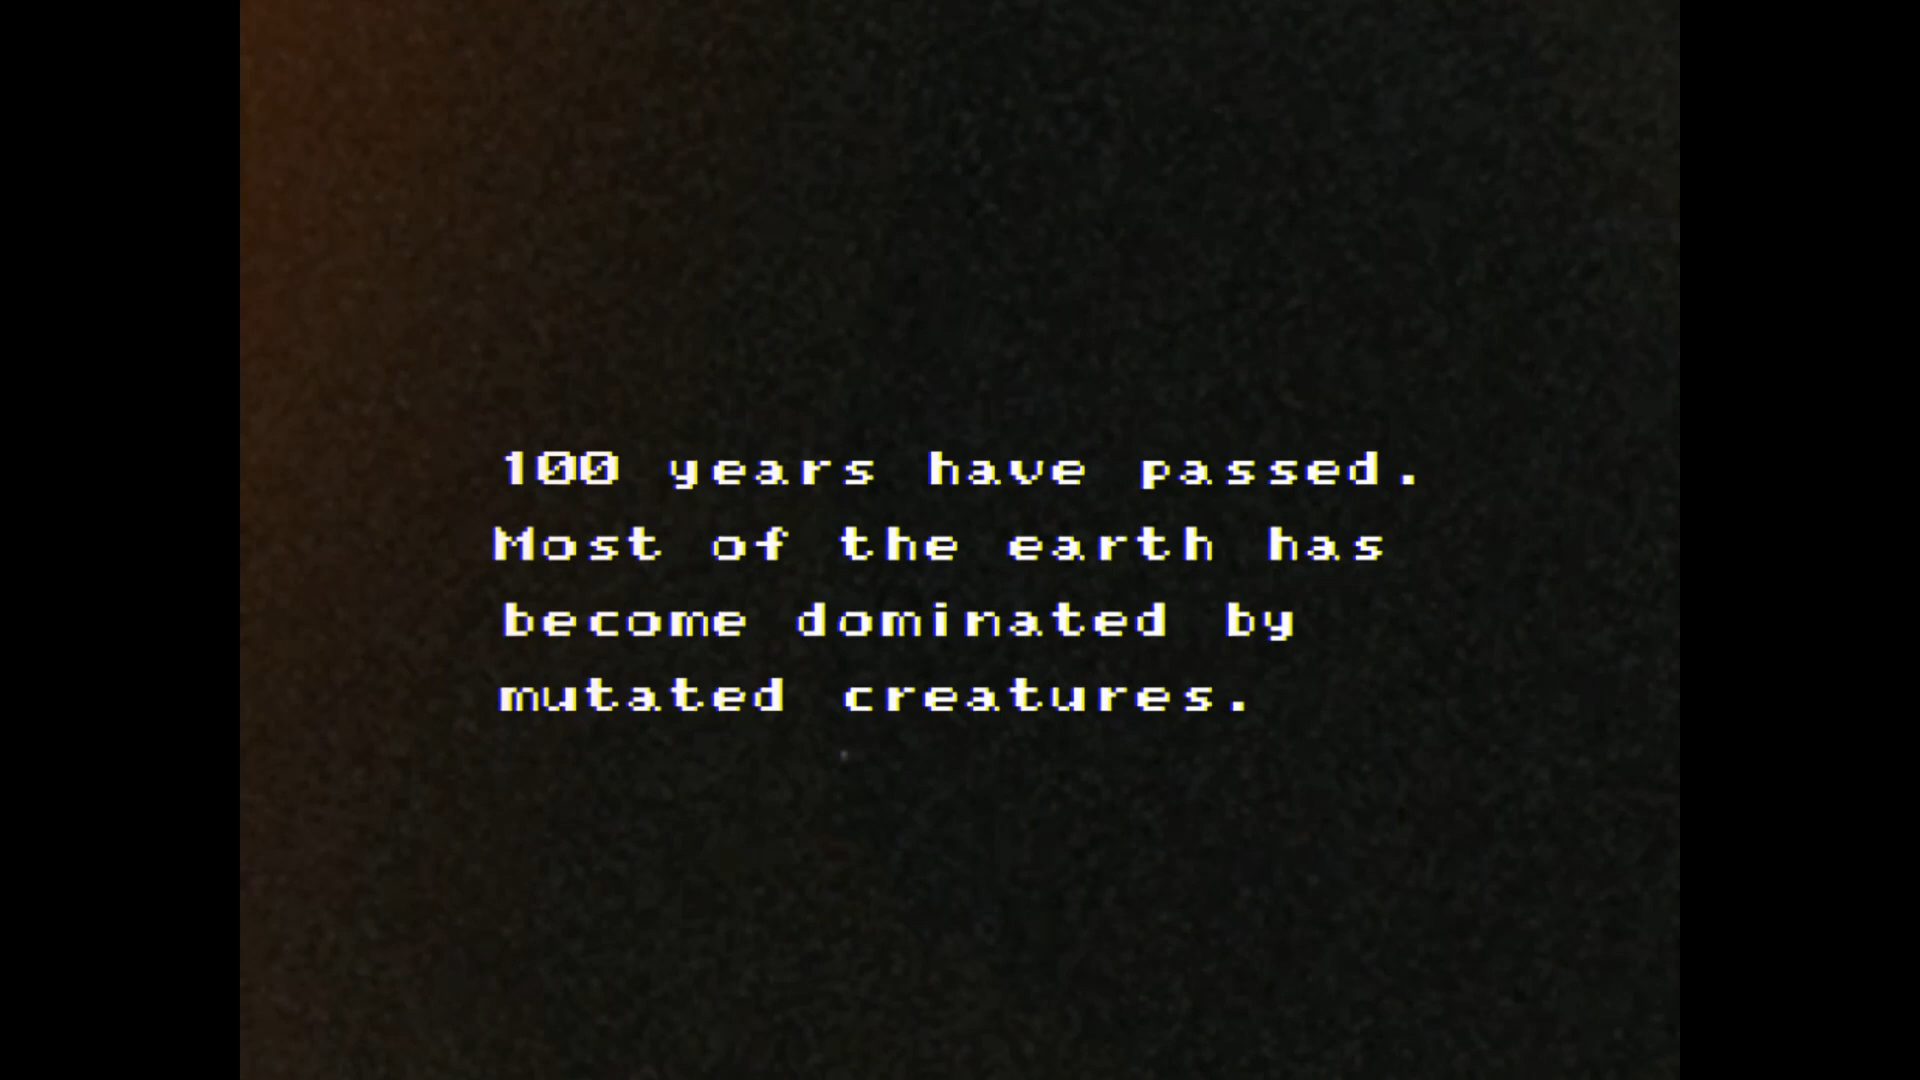 100 years have passed.
Most of the earth has
become dominated by
mutated creatures.